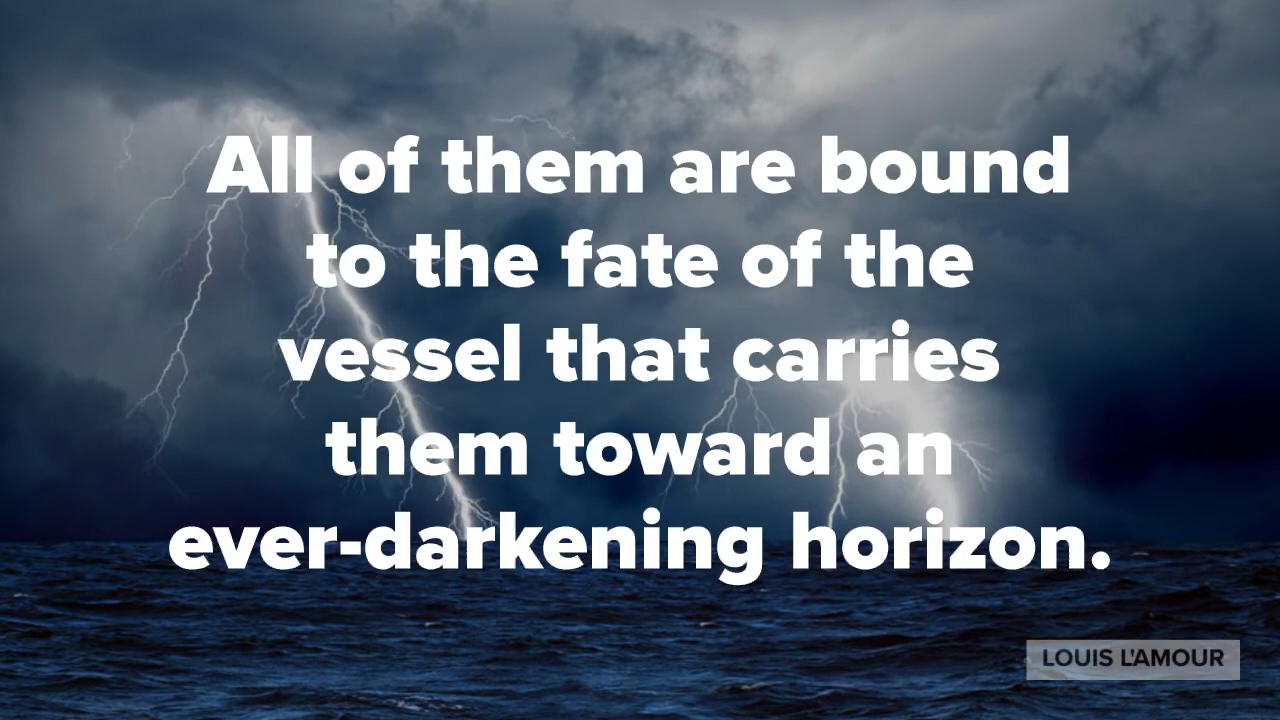 All of them are bound
to the fate of the
vessel that carries
them toward an
ever-darkening horizon.
LOUIS L'AMOUR